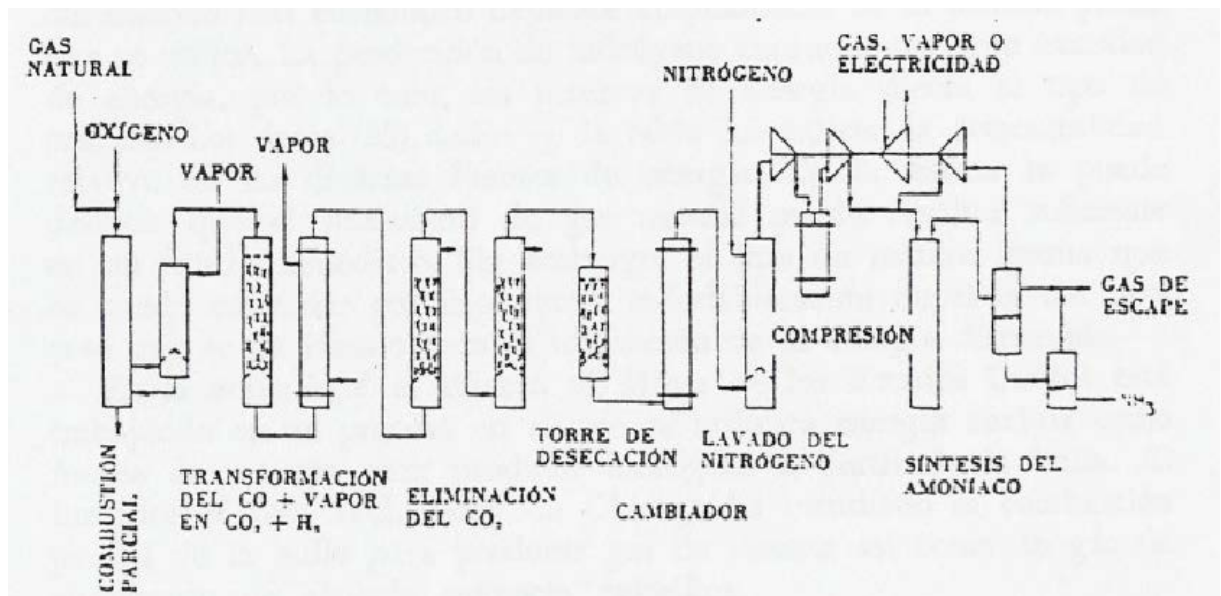 GAS
NATURAL
OXÍGENO
VAPOR
VAPOR
NITRÓGENO
GAS, VAPOR O
ELECTRICIDAD
COMPRESIÓN
GAS DE
ESCAPE
NH₃
COMBUSTIÓN
PARCIAL
TRANSFORMACIÓN
DEL CO + VAPOR
EN CO₂ + H₂
ELIMINACIÓN
DEL CO₂
TORRE DE
DESECACIÓN
CAMBIADOR
LAVADO DEL
NITRÓGENO
SÍNTESIS DEL
AMONÍACO